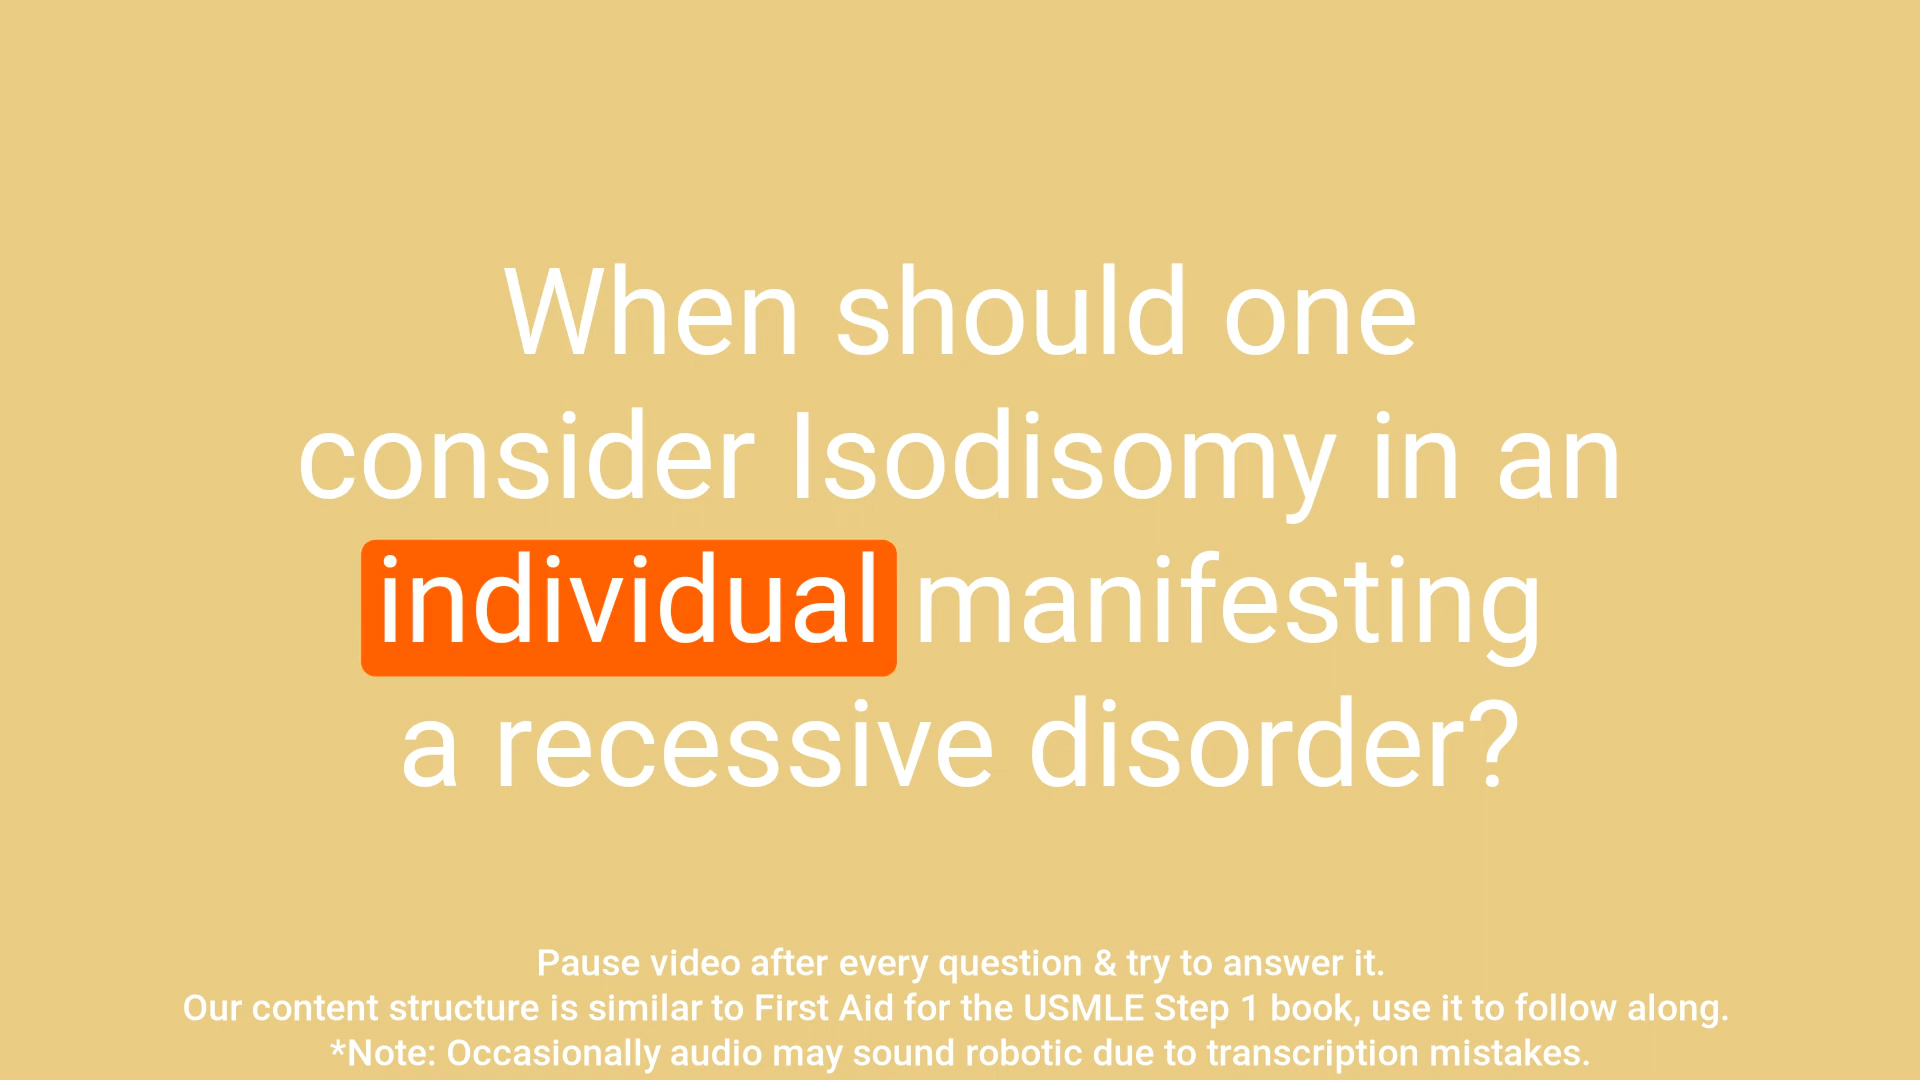 When should one
consider Isodisomy in an
individual manifesting
a recessive disorder?
Pause video after every question & try to answer it.
Our content structure is similar to First Aid for the USMLE Step 1 book, use it to follow along.
*Note: Occasionally audio may sound robotic due to transcription mistakes.